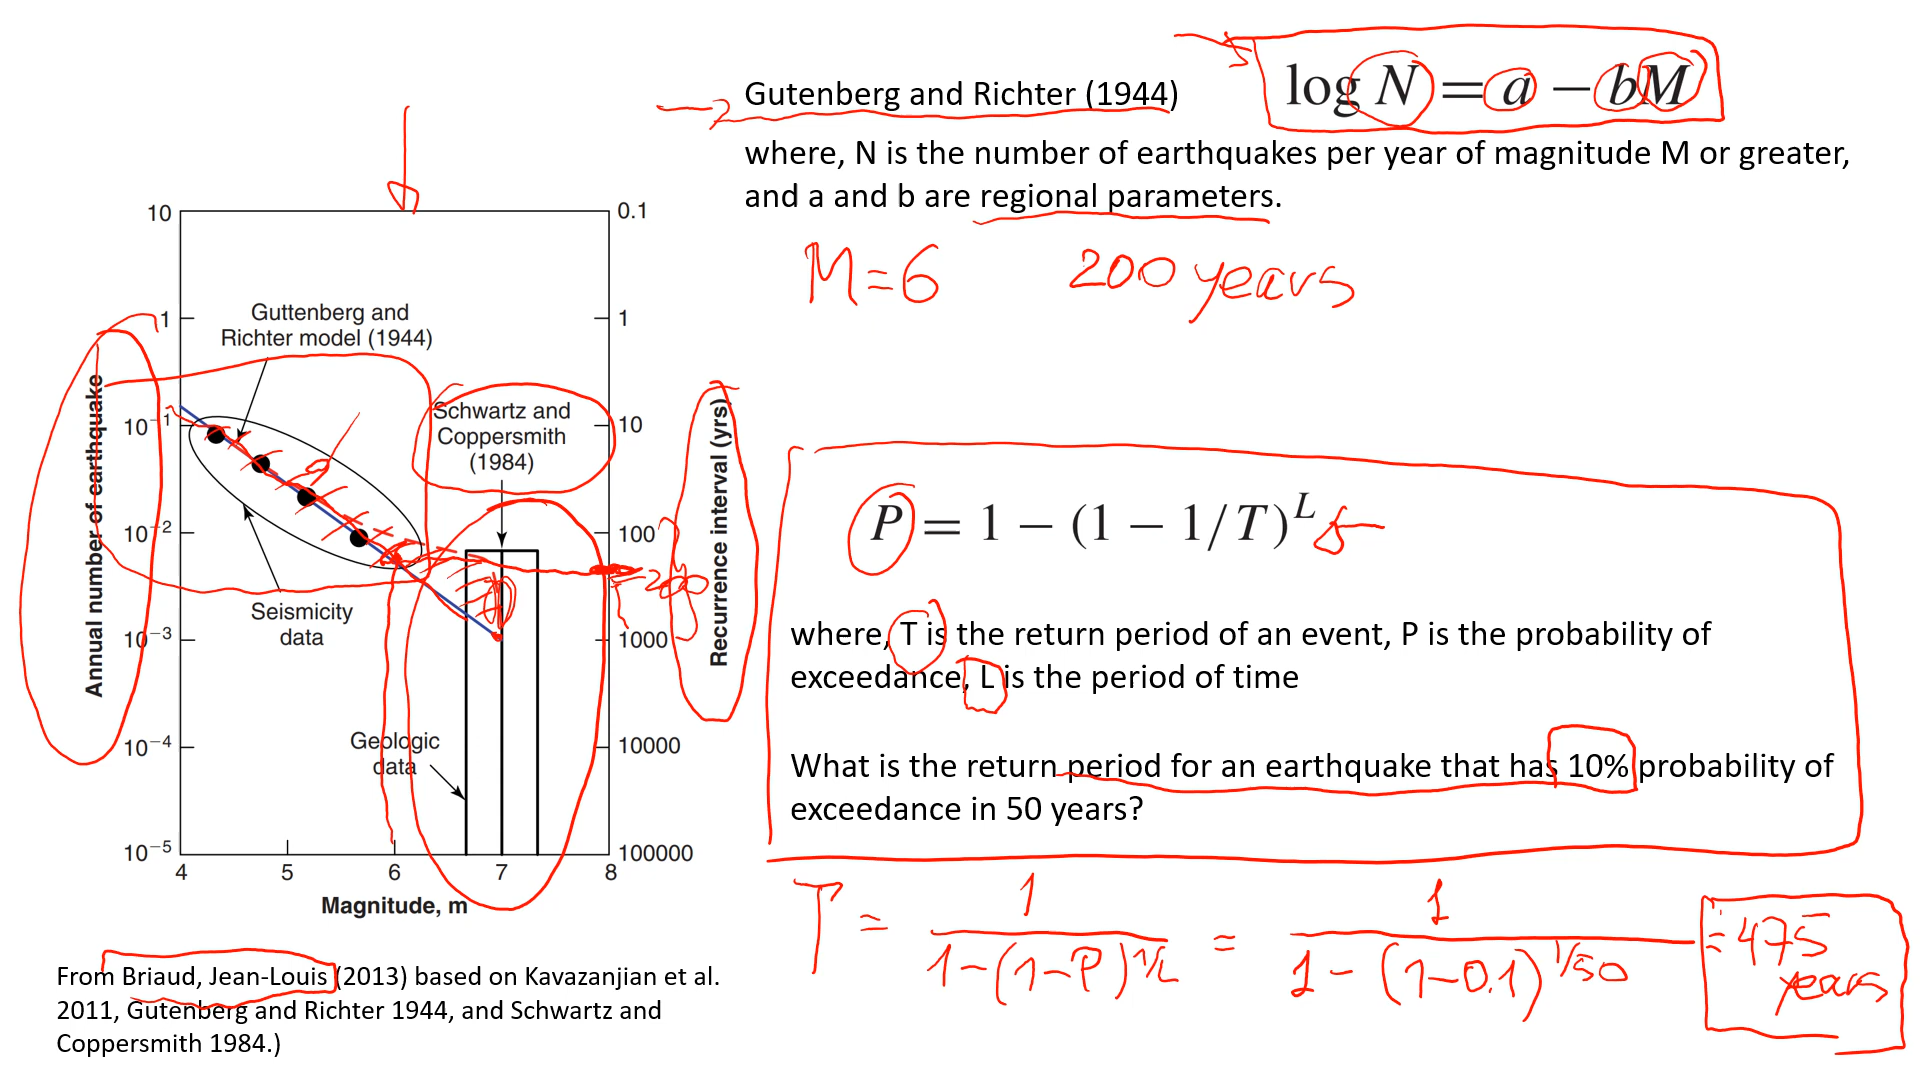 Gutenberg and Richter (1944)
log N = a − bM
where, N is the number of earthquakes per year of magnitude M or greater,
and a and b are regional parameters.
M=6 200 years
10
1
10⁻¹
10⁻²
10⁻³
10⁻⁴
10⁻⁵
Annual number of earthquake
Guttenberg and
Richter model (1944)
Schwartz and
Coppersmith
(1984)
Seismicity
data
Geologic
data
4 5 6 7 8
Magnitude, m
0.1
1
10
100
200
1000
10000
100000
Recurrence interval (yrs)
From Briaud, Jean-Louis (2013) based on Kavazanjian et al.
2011, Gutenberg and Richter 1944, and Schwartz and
Coppersmith 1984.)
P = 1 − (1 − 1/T)^L
where, T is the return period of an event, P is the probability of
exceedance, L is the period of time
What is the return period for an earthquake that has 10% probability of
exceedance in 50 years?
T = 1/(1-(1-P)^1/L) = 1/(1-(1-0.1)^1/50) = 475
years